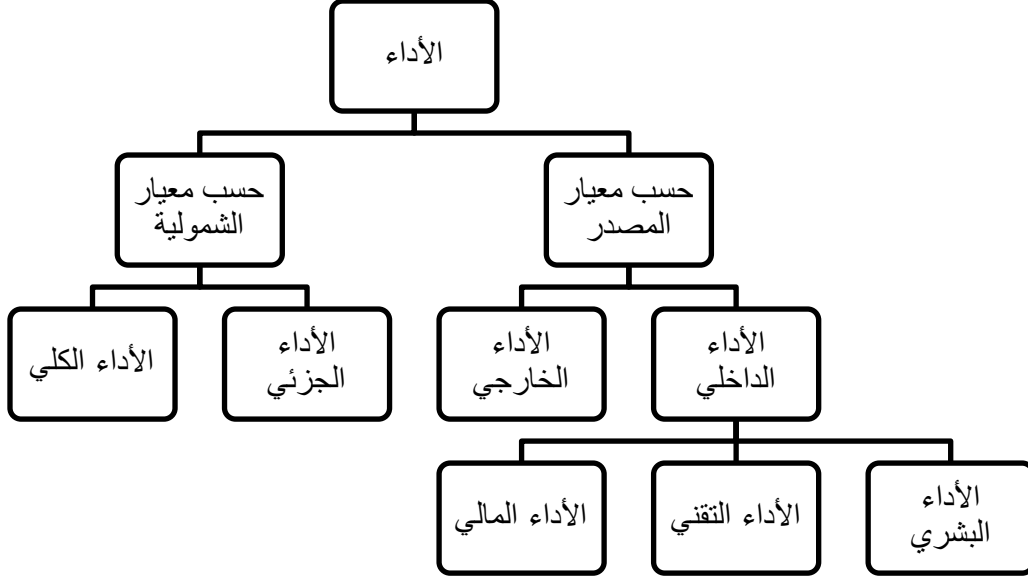 الأداء
حسب معيار
المصدر
حسب معيار
الشمولية
الأداء
الداخلي
الأداء
الخارجي
الأداء
الجزئي
الأداء الكلي
الأداء
البشري
الأداء التقني
الأداء المالي